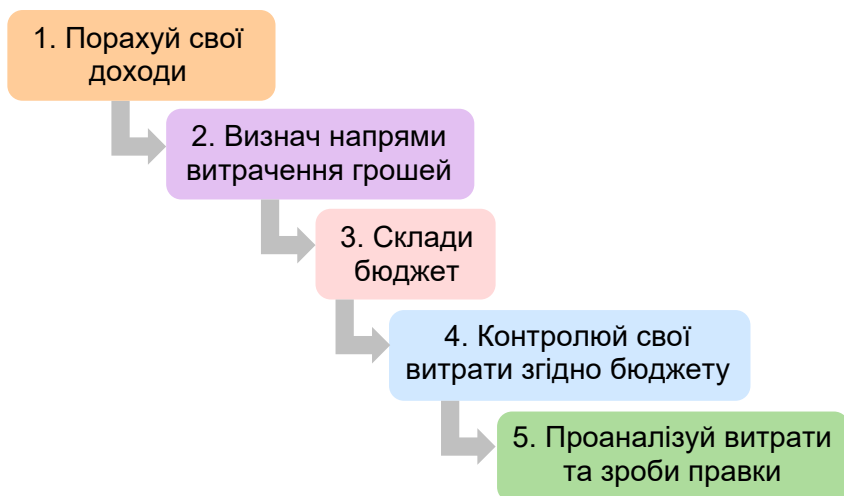 1. Порахуй свої
доходи
2. Визнач напрями
витрачення грошей
3. Склади
бюджет
4. Контролюй свої
витрати згідно бюджету
5. Проаналізуй витрати
та зроби правки